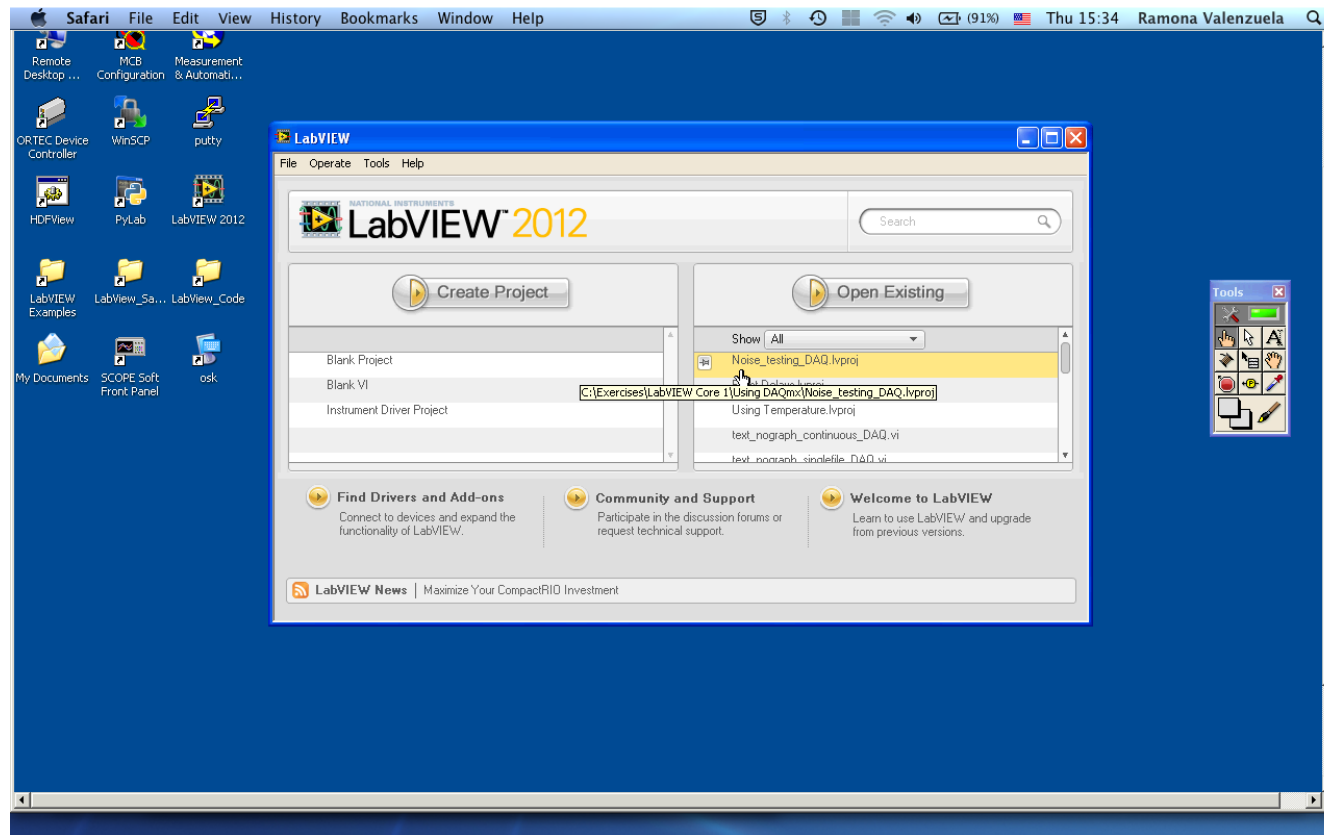 Safari File Edit View History Bookmarks Window Help (91%) Thu 15:34 Ramona Valenzuela
Remote Desktop ...
MCB Configuration
Measurement & Automati...
ORTEC Device Controller
WinSCP
putty
HDFView
PyLab
LabVIEW 2012
LabVIEW Examples
LabView_Sa...
LabView_Code
My Documents
SCOPE Soft Front Panel
osk
LabVIEW
File Operate Tools Help
NATIONAL INSTRUMENTS
LabVIEW™ 2012
Search
Create Project
Blank Project
Blank VI
Instrument Driver Project
Open Existing
Show All
Noise_testing_DAQ.lvproj
C:\Exercises\LabVIEW Core 1\Using DAQmx\Noise_testing_DAQ.lvproj
Using Temperature.lvproj
text_nograph_continuous_DAQ.vi
text_nograph_singlefile_DAQ.vi
Find Drivers and Add-ons
Connect to devices and expand the
functionality of LabVIEW.
Community and Support
Participate in the discussion forums or
request technical support.
Welcome to LabVIEW
Learn to use LabVIEW and upgrade
from previous versions.
LabVIEW News | Maximize Your CompactRIO Investment
Tools
A